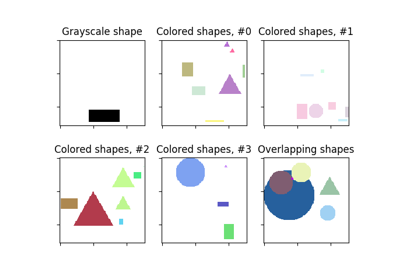 Grayscale shape
Colored shapes, #0
Colored shapes, #1
Colored shapes, #2
Colored shapes, #3
Overlapping shapes